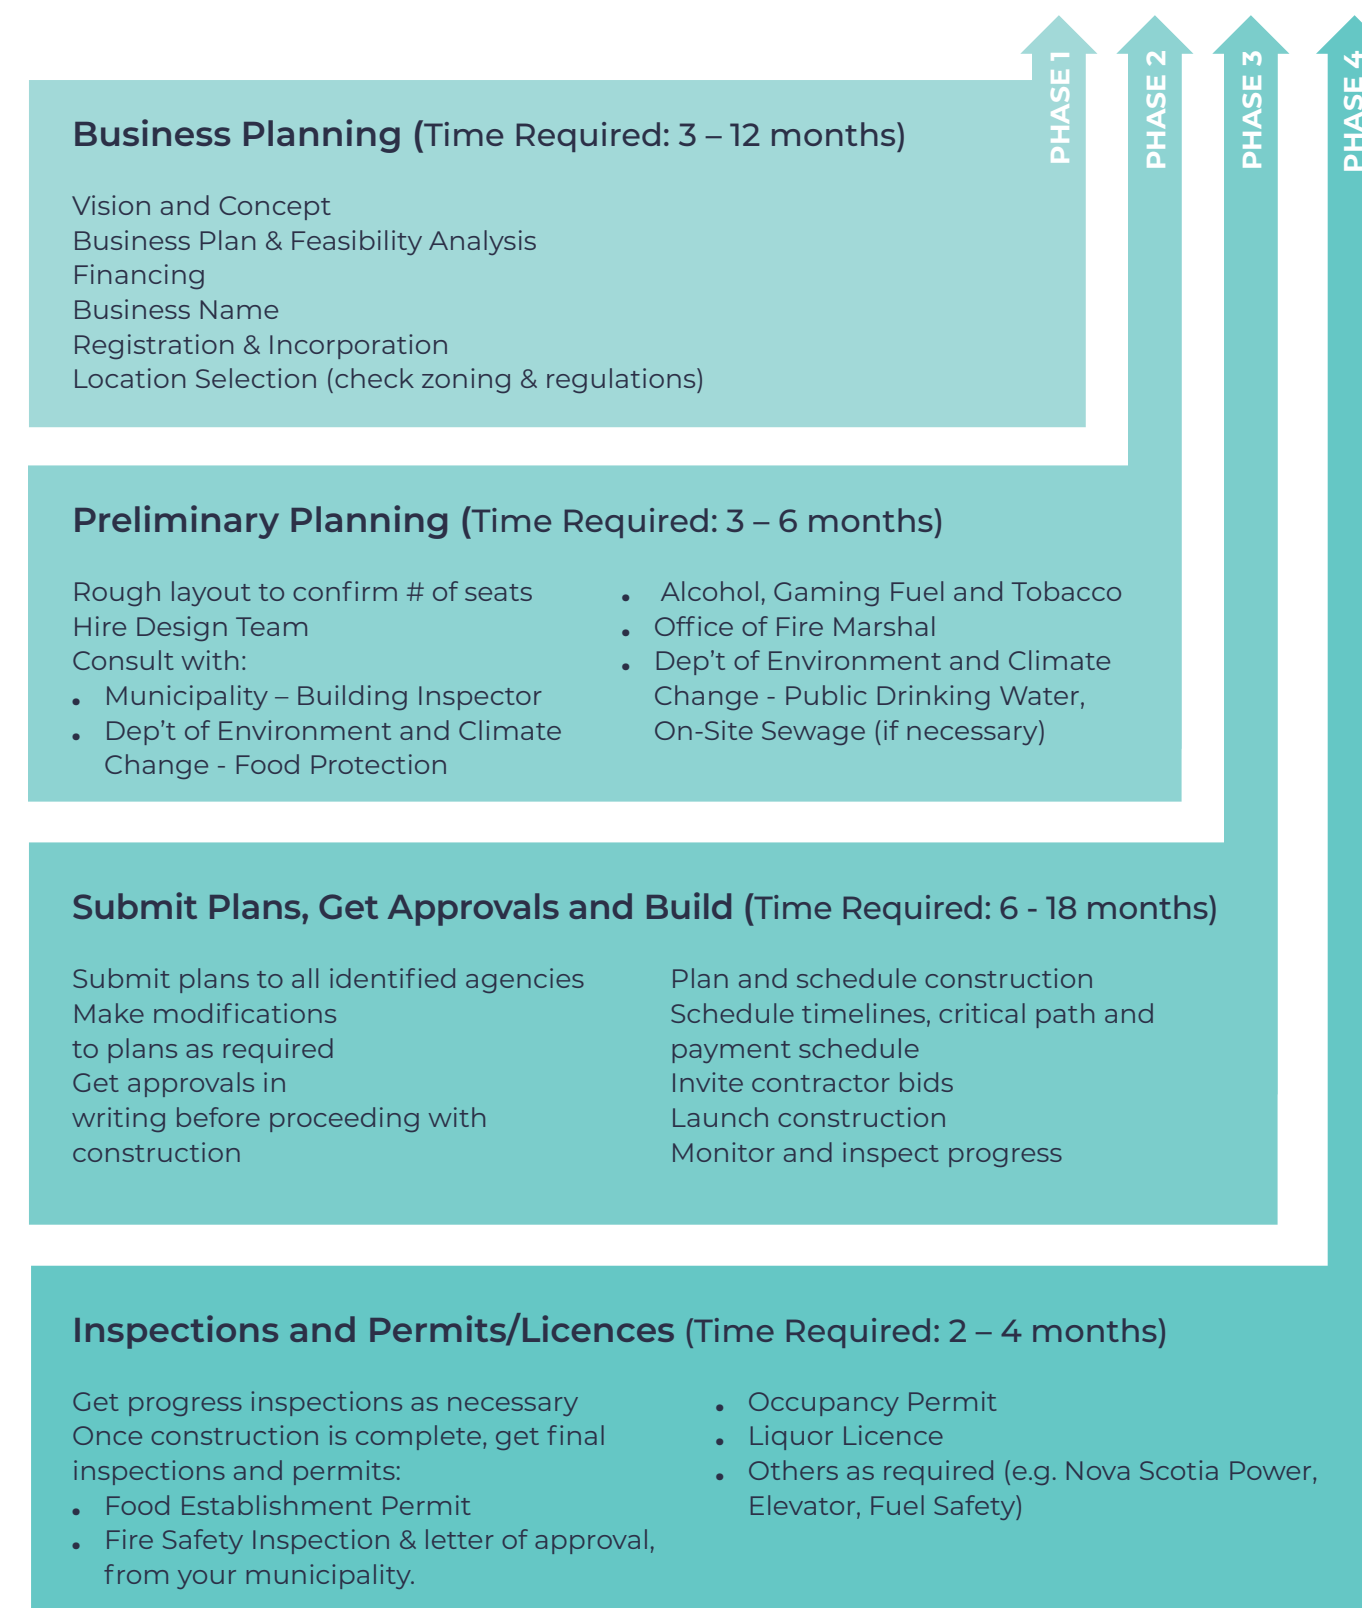 PHASE 1
PHASE 2
PHASE 3
PHASE 4
Business Planning (Time Required: 3 – 12 months)
Vision and Concept
Business Plan & Feasibility Analysis
Financing
Business Name
Registration & Incorporation
Location Selection (check zoning & regulations)
Preliminary Planning (Time Required: 3 – 6 months)
Rough layout to confirm # of seats
Hire Design Team
Consult with:
• Municipality – Building Inspector
• Dep’t of Environment and Climate
Change - Food Protection
• Alcohol, Gaming Fuel and Tobacco
• Office of Fire Marshal
• Dep’t of Environment and Climate
Change - Public Drinking Water,
On-Site Sewage (if necessary)
Submit Plans, Get Approvals and Build (Time Required: 6 - 18 months)
Submit plans to all identified agencies
Make modifications
to plans as required
Get approvals in
writing before proceeding with
construction
Plan and schedule construction
Schedule timelines, critical path and
payment schedule
Invite contractor bids
Launch construction
Monitor and inspect progress
Inspections and Permits/Licences (Time Required: 2 – 4 months)
Get progress inspections as necessary
Once construction is complete, get final
inspections and permits:
• Food Establishment Permit
• Fire Safety Inspection & letter of approval,
from your municipality.
• Occupancy Permit
• Liquor Licence
• Others as required (e.g. Nova Scotia Power,
Elevator, Fuel Safety)